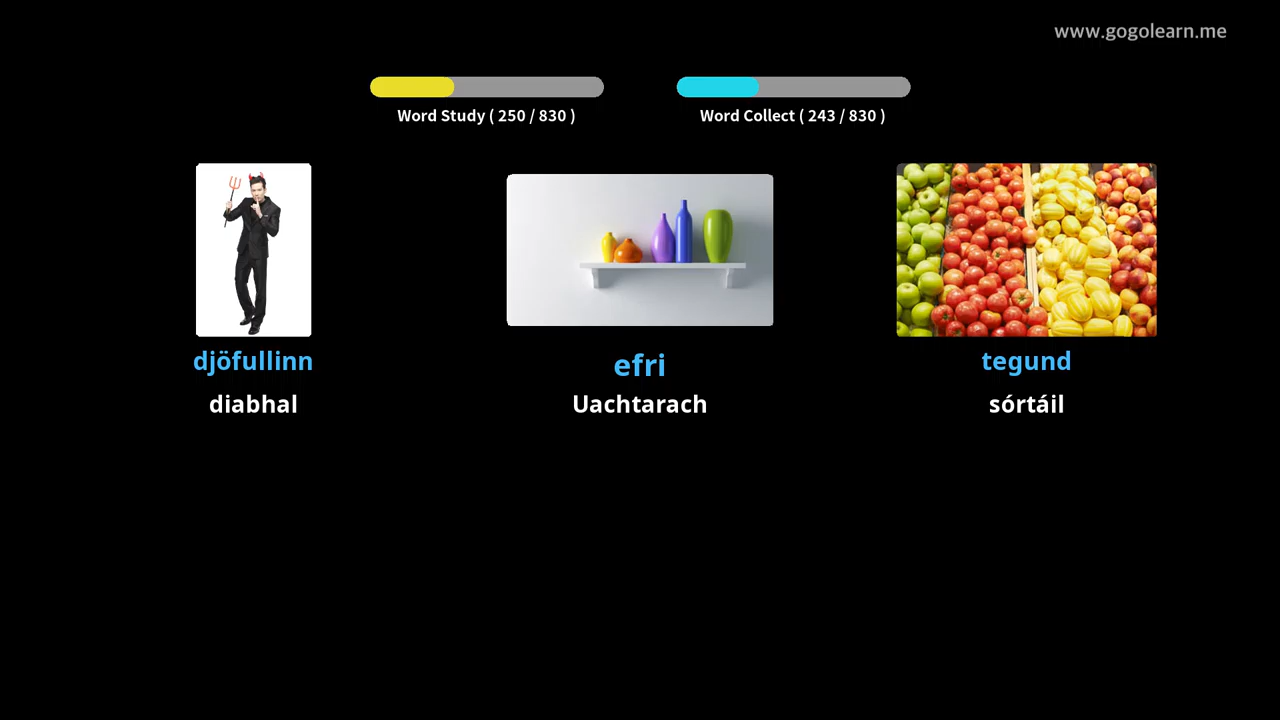 www.gogolearn.me
Word Study ( 250 / 830 )
Word Collect ( 243 / 830 )
djöfullinn
efri
tegund
diabhal
Uachtarach
sórtáil